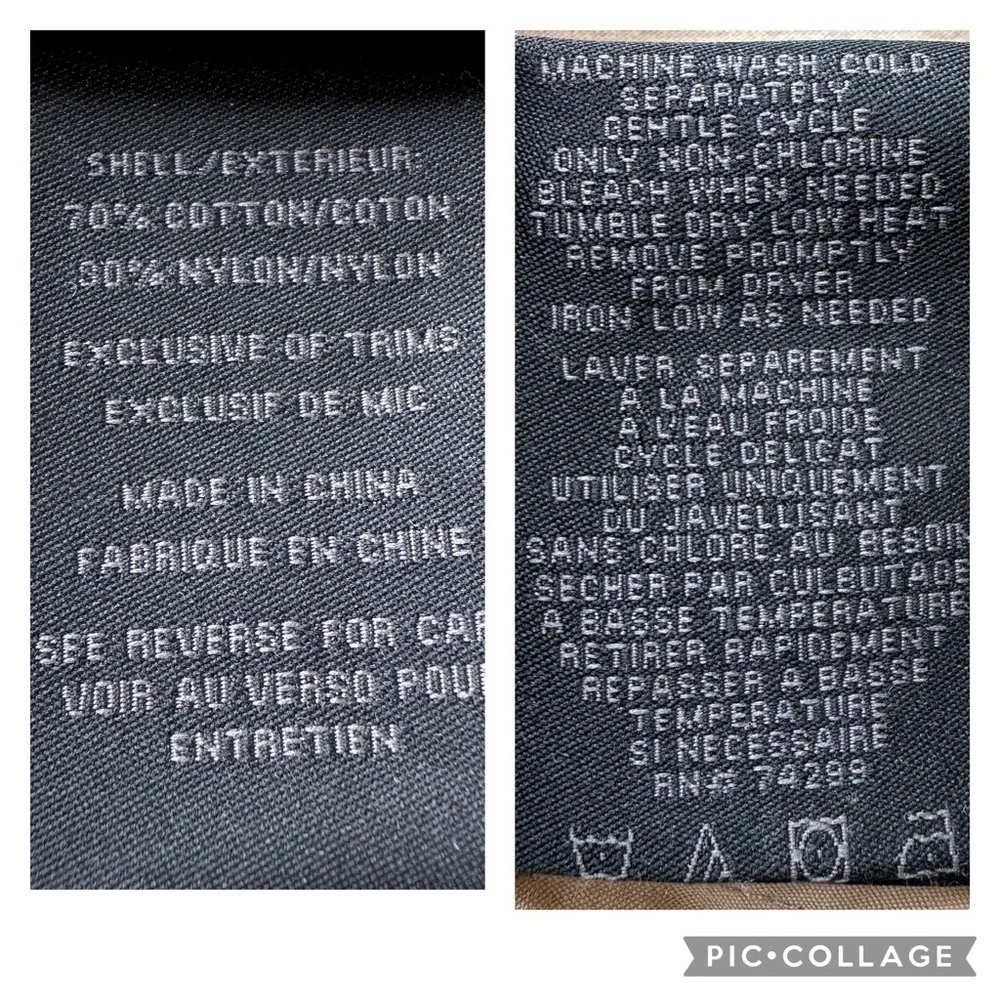 SHELL/EXTERIEUR:
70% COTTON/COTON
30% NYLON/NYLON
EXCLUSIVE OF TRIMS
EXCLUSIF DE MIC
MADE IN CHINA
FABRIQUE EN CHINE
SEE REVERSE FOR CAR
VOIR AU VERSO POUR
ENTRETIEN
MACHINE WASH COLD
SEPARATELY
GENTLE CYCLE
ONLY NON-CHLORINE
BLEACH WHEN NEEDED
TUMBLE DRY LOW HEAT
REMOVE PROMPTLY
FROM DRYER
IRON LOW AS NEEDED
LAVER SEPAREMENT
A LA MACHINE
A L'EAU FROIDE
CYCLE DELICAT
UTILISER UNIQUEMENT
DU JAVELLISANT
SANS CHLORE AU BESOIN
SECHER PAR CULBUTAGE
A BASSE TEMPERATURE
RETIRER RAPIDEMENT
REPASSER A BASSE
TEMPERATURE
SI NECESSAIRE
RN# 74299
PIC•COLLAGE